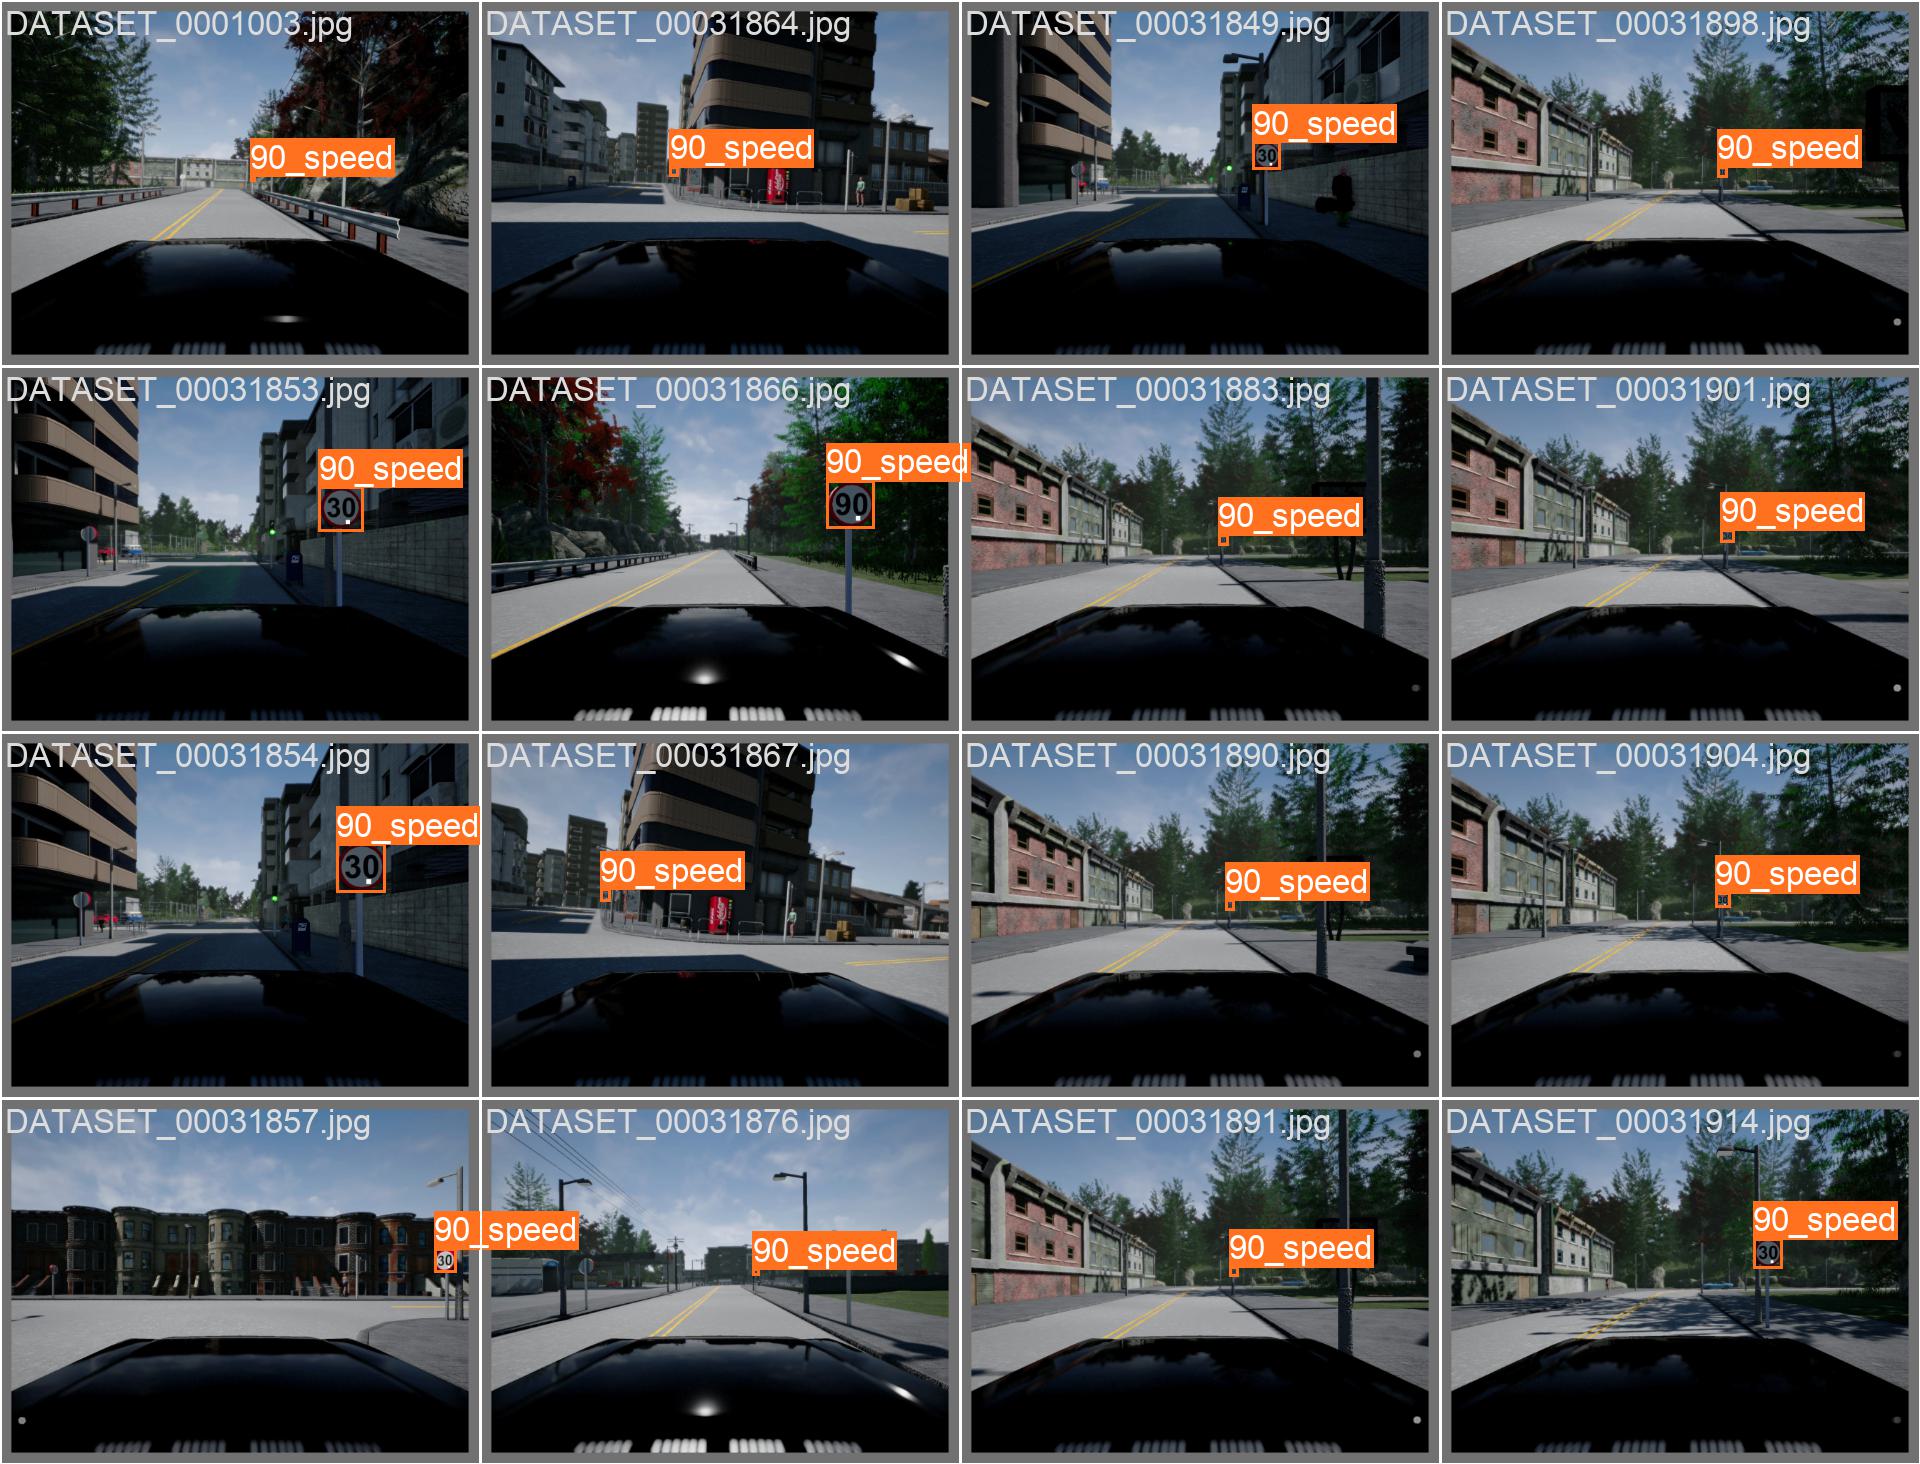 DATASET_0001003.jpg
90_speed
DATASET_00031864.jpg
90_speed
DATASET_00031849.jpg
90_speed
30
DATASET_00031898.jpg
90_speed
DATASET_00031853.jpg
90_speed
30
DATASET_00031866.jpg
90_speed
90
DATASET_00031883.jpg
90_speed
DATASET_00031901.jpg
90_speed
DATASET_00031854.jpg
90_speed
30
DATASET_00031867.jpg
90_speed
DATASET_00031890.jpg
90_speed
DATASET_00031904.jpg
90_speed
DATASET_00031857.jpg
90_speed
30
DATASET_00031876.jpg
90_speed
DATASET_00031891.jpg
90_speed
DATASET_00031914.jpg
90_speed
30